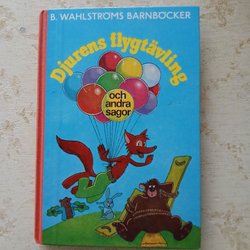 B. WAHLSTRÖMS BARNBÖCKER
Djurens flygtävling
och andra
sagor